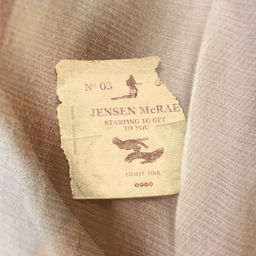 Nº 03
JENSEN McRAE
STARTING TO GET
TO YOU
ADMIT ONE